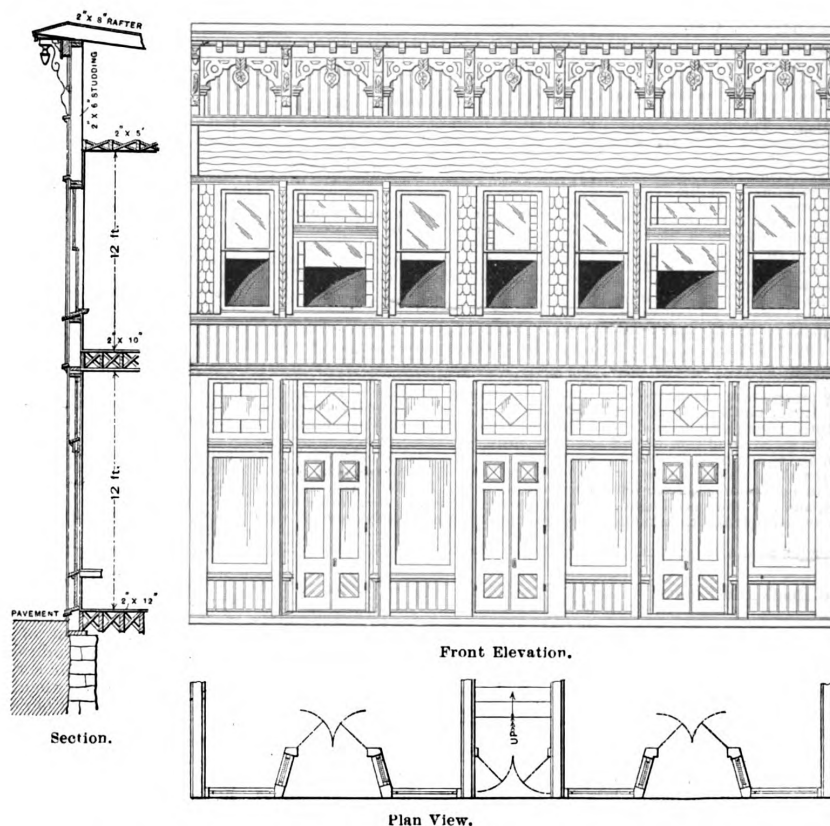 2" X 8" RAFTER
2" X 6" STUDDING
2" X 5'
12 ft.
2" X 10"
12 ft.
2" X 12"
PAVEMENT
Section.
Front Elevation.
UP
Plan View.